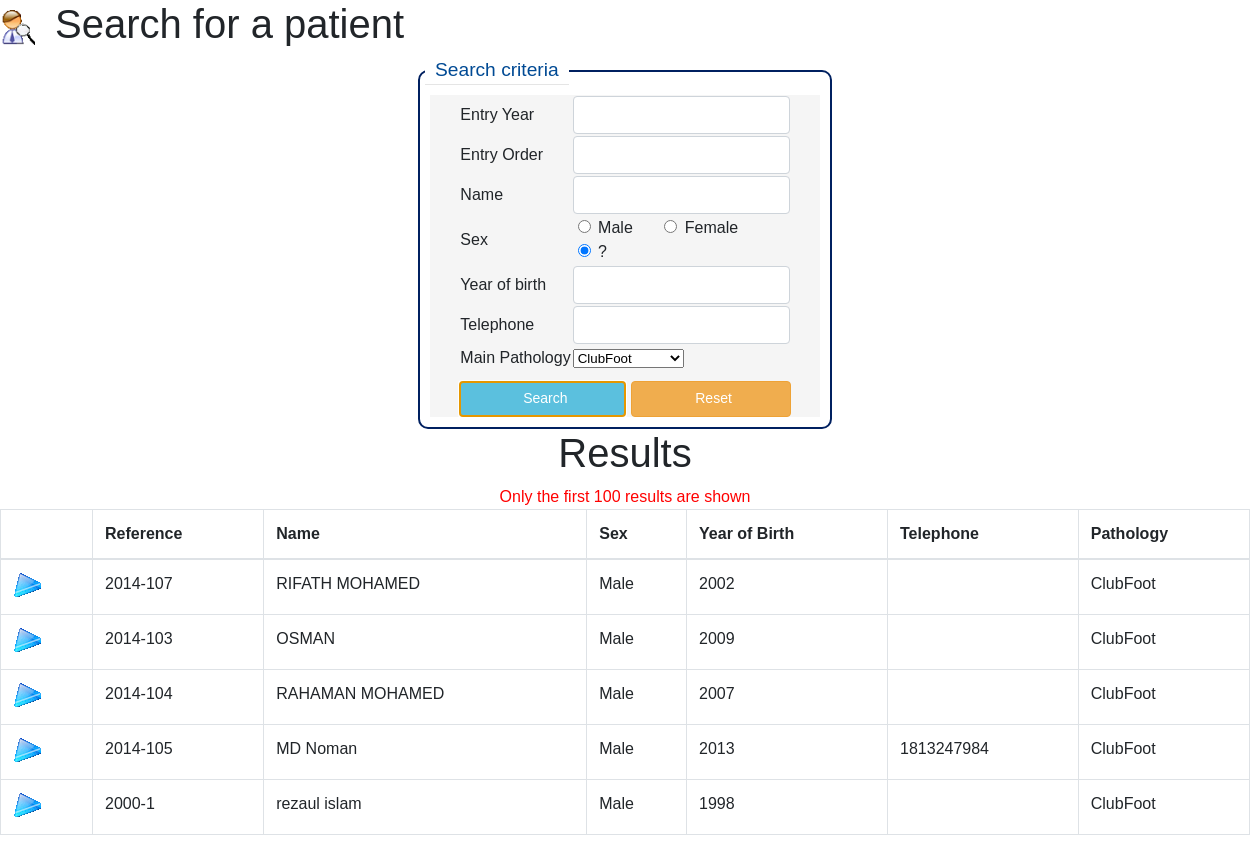 Search for a patient
Search criteria
Entry Year
Entry Order
Name
Sex Male Female
?
Year of birth
Telephone
Main Pathology ClubFoot
Search Reset
Results
Only the first 100 results are shown
Reference Name Sex Year of Birth Telephone Pathology
2014-107 RIFATH MOHAMED Male 2002 ClubFoot
2014-103 OSMAN Male 2009 ClubFoot
2014-104 RAHAMAN MOHAMED Male 2007 ClubFoot
2014-105 MD Noman Male 2013 1813247984 ClubFoot
2000-1 rezaul islam Male 1998 ClubFoot